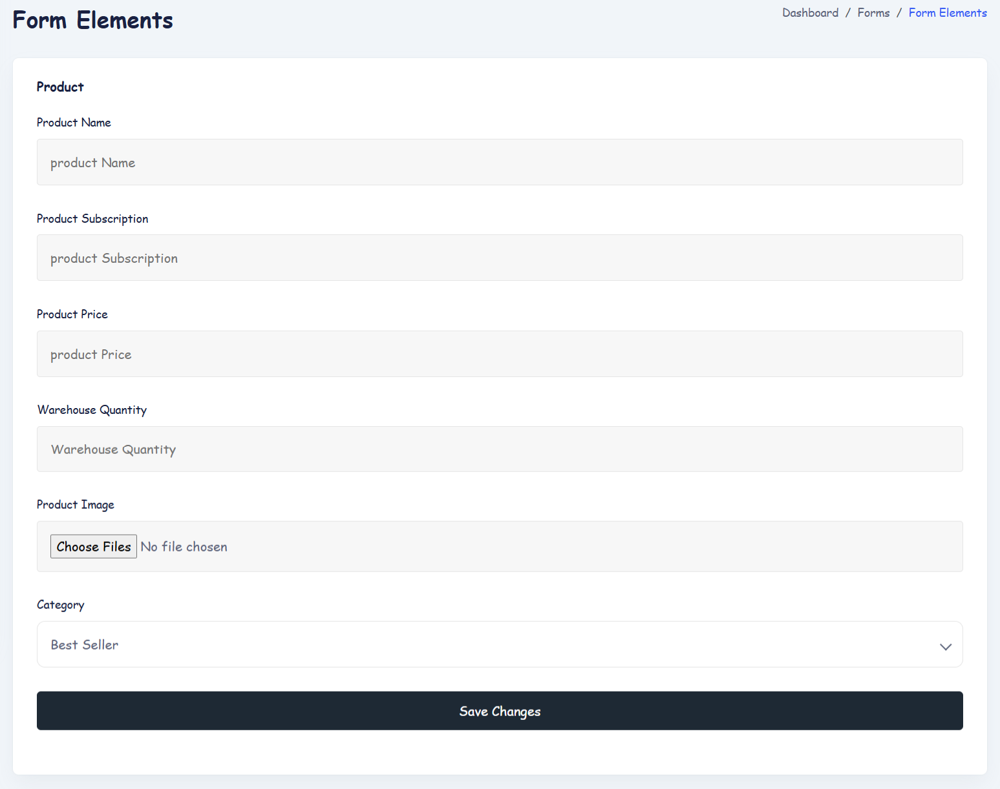 Form Elements
Dashboard / Forms / Form Elements
Product
Product Name
product Name
Product Subscription
product Subscription
Product Price
product Price
Warehouse Quantity
Warehouse Quantity
Product Image
Choose Files No file chosen
Category
Best Seller
Save Changes